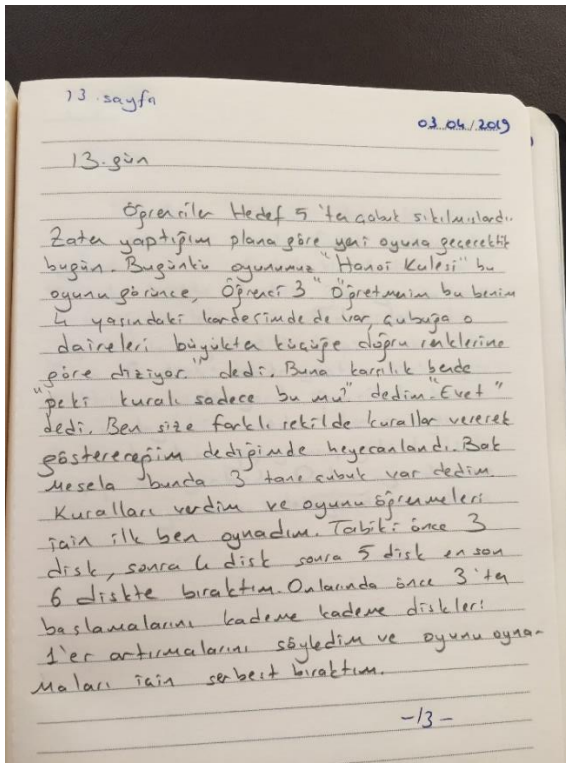 13.sayfa
03.04/2019
13.gün
Öğrenciler Hedef 5'ten çabuk sıkılmışlardı.
Zaten yaptığım plana göre yeni oyuna geçecektik
bugün. Bugünkü oyunumuz "Hanoi Kulesi" bu
oyunu görünce, Öğrenci 3 "Öğretmenim bu benim
4 yaşındaki kardeşimde de var, çubuğa o
daireleri büyükten küçüğe doğru renklerine
göre diziyor." dedi. Buna karşılık bende
"peki kuralı sadece bu mu" dedim. "Evet"
dedi. Ben size farklı şekilde kurallar vererek
göstereceğim dediğimde heyecanlandı. Bak
mesela bunda 3 tane çubuk var dedim.
Kuralları verdim ve oyunu öğrenmeleri
için ilk ben oynadım. Tabiki önce 3
disk, sonra 4 disk sonra 5 disk en son
6 diskte bıraktım. Onlarında önce 3'ten
başlamalarını kademe kademe diskleri
1'er artırmalarını söyledim ve oyunu oyna-
maları için serbest bıraktım.
-13-